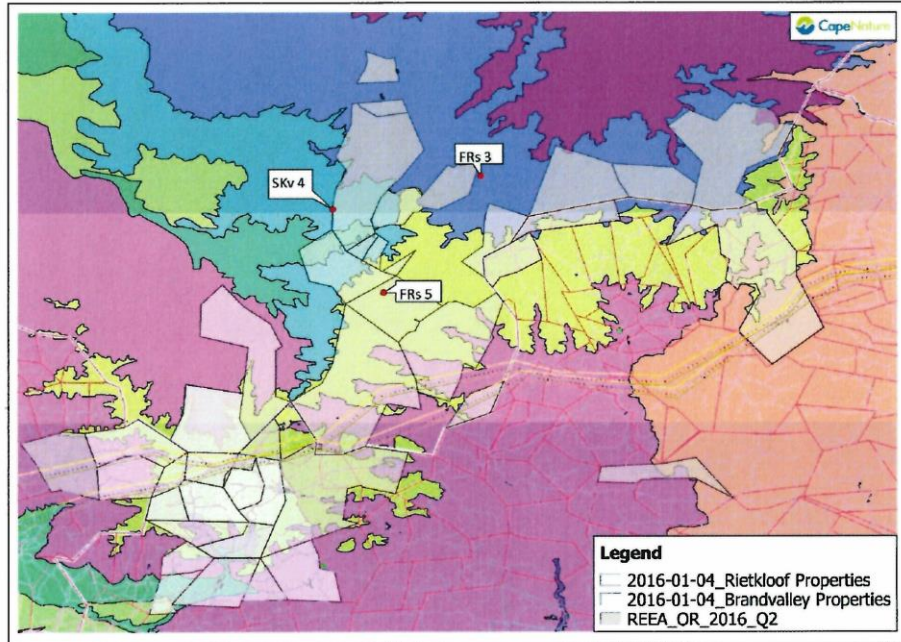 CapeNature
FRs 3
SKv 4
FRs 5
Legend
2016-01-04_Rietkloof Properties
2016-01-04_Brandvalley Properties
REEA_OR_2016_Q2